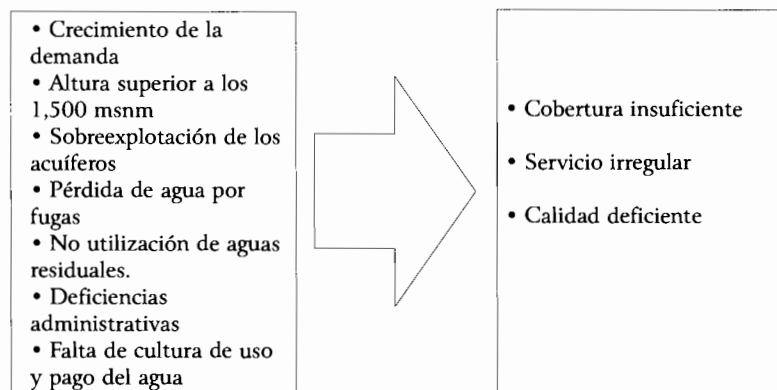 • Crecimiento de la
demanda
• Altura superior a los
1,500 msnm
• Sobreexplotación de los
acuíferos
• Pérdida de agua por
fugas
• No utilización de aguas
residuales.
• Deficiencias
administrativas
• Falta de cultura de uso
y pago del agua
• Cobertura insuficiente
• Servicio irregular
• Calidad deficiente